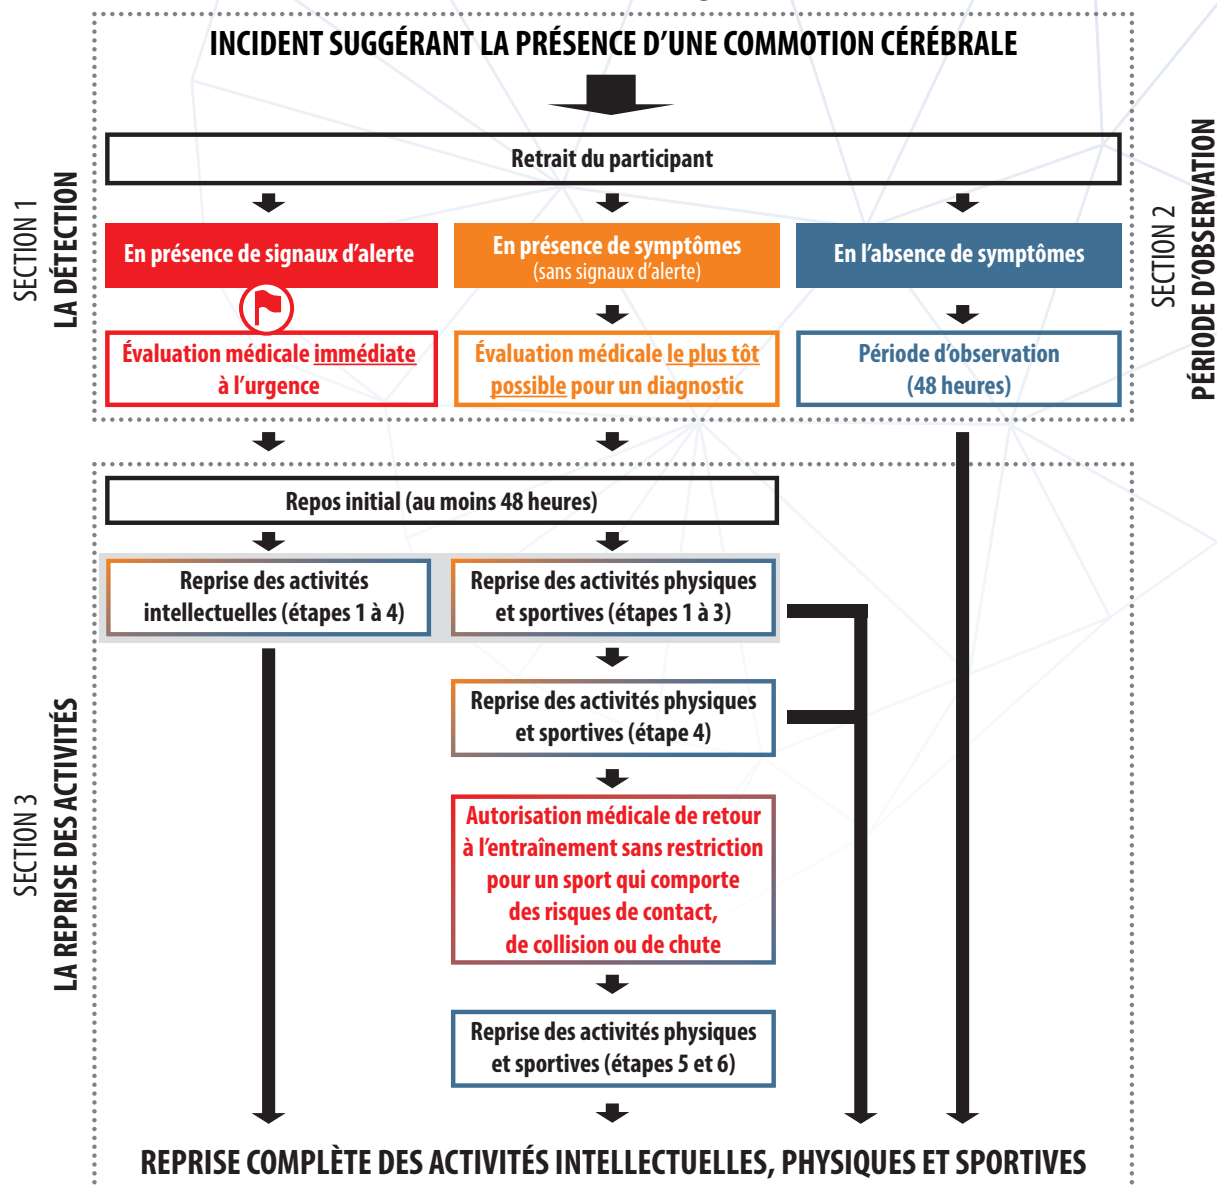 INCIDENT SUGGÉRANT LA PRÉSENCE D’UNE COMMOTION CÉRÉBRALE
SECTION 1
LA DÉTECTION
SECTION 2
PÉRIODE D’OBSERVATION
Retrait du participant
En présence de signaux d’alerte
En présence de symptômes
(sans signaux d’alerte)
En l’absence de symptômes
Évaluation médicale immédiate
à l’urgence
Évaluation médicale le plus tôt
possible pour un diagnostic
Période d’observation
(48 heures)
SECTION 3
LA REPRISE DES ACTIVITÉS
Repos initial (au moins 48 heures)
Reprise des activités
intellectuelles (étapes 1 à 4)
Reprise des activités physiques
et sportives (étapes 1 à 3)
Reprise des activités physiques
et sportives (étape 4)
Autorisation médicale de retour
à l’entraînement sans restriction
pour un sport qui comporte
des risques de contact,
de collision ou de chute
Reprise des activités physiques
et sportives (étapes 5 et 6)
REPRISE COMPLÈTE DES ACTIVITÉS INTELLECTUELLES, PHYSIQUES ET SPORTIVES